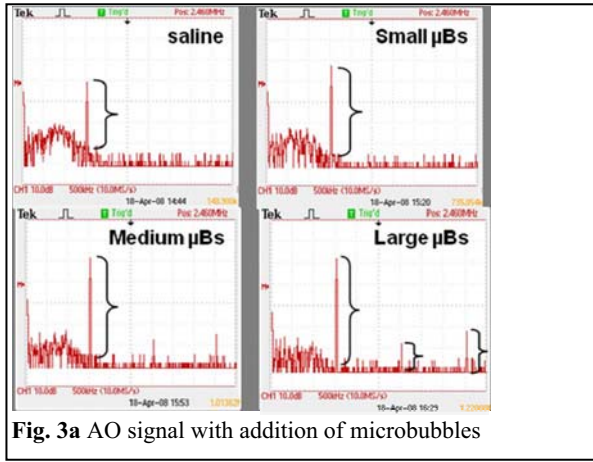 Tek Trig'd Pos: 2.460MHz
saline
CH1 10.0dB 500kHz (10.0MS/s)
18-Apr-08 14:44
Tek Trig'd Pos: 2.460MHz
Small µBs
CH1 10.0dB 500kHz (10.0MS/s)
18-Apr-08 15:20
Tek Trig'd Pos: 2.460MHz
Medium µBs
CH1 10.0dB 500kHz (10.0MS/s)
18-Apr-08 15:53
Tek Trig'd Pos: 2.460MHz
Large µBs
CH1 10.0dB 500kHz (10.0MS/s)
18-Apr-08 16:29
Fig. 3a AO signal with addition of microbubbles